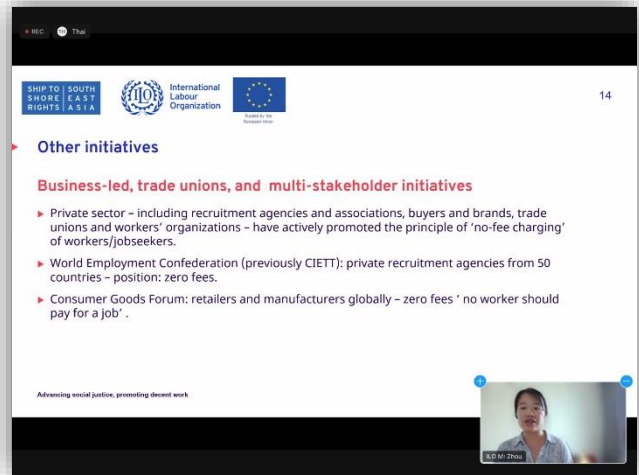 REC
TH Thai
SHIP TO SOUTH
SHORE EAST
RIGHTS ASIA
International
Labour
Organization
Funded by the
European Union
14
Other initiatives
Business-led, trade unions, and multi-stakeholder initiatives
Private sector – including recruitment agencies and associations, buyers and brands, trade
unions and workers’ organizations – have actively promoted the principle of ‘no-fee charging’
of workers/jobseekers.
World Employment Confederation (previously CIETT): private recruitment agencies from 50
countries – position: zero fees.
Consumer Goods Forum: retailers and manufacturers globally – zero fees ‘ no worker should
pay for a job’ .
Advancing social justice, promoting decent work
ILO Mi Zhou